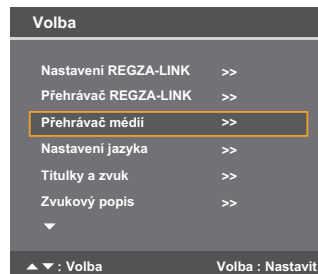 Volba
Nastavení REGZA-LINK >>
Přehrávač REGZA-LINK >>
Přehrávač médií >>
Nastavení jazyka >>
Titulky a zvuk >>
Zvukový popis >>
▼
▲ ▼ : Volba Volba : Nastavit